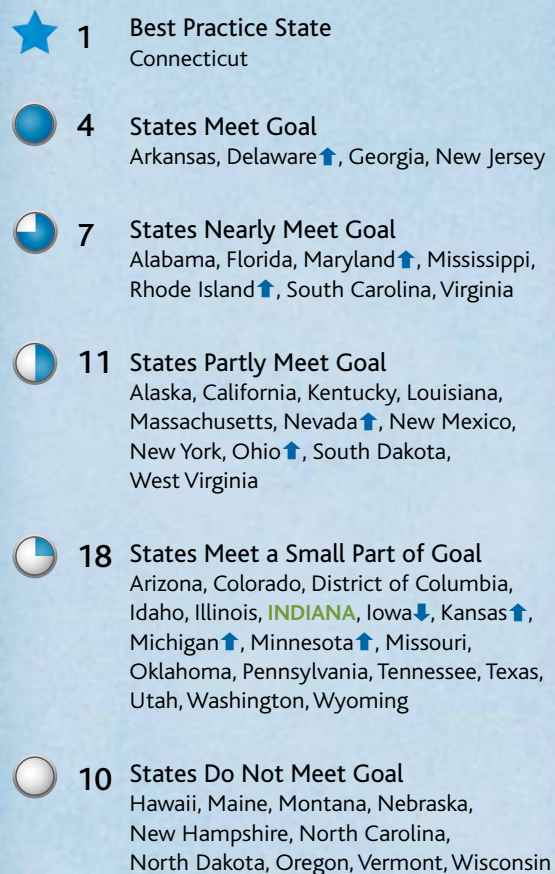 1 Best Practice State
Connecticut
4 States Meet Goal
Arkansas, Delaware⬆, Georgia, New Jersey
7 States Nearly Meet Goal
Alabama, Florida, Maryland⬆, Mississippi,
Rhode Island⬆, South Carolina, Virginia
11 States Partly Meet Goal
Alaska, California, Kentucky, Louisiana,
Massachusetts, Nevada⬆, New Mexico,
New York, Ohio⬆, South Dakota,
West Virginia
18 States Meet a Small Part of Goal
Arizona, Colorado, District of Columbia,
Idaho, Illinois, INDIANA, Iowa⬇, Kansas⬆,
Michigan⬆, Minnesota⬆, Missouri,
Oklahoma, Pennsylvania, Tennessee, Texas,
Utah, Washington, Wyoming
10 States Do Not Meet Goal
Hawaii, Maine, Montana, Nebraska,
New Hampshire, North Carolina,
North Dakota, Oregon, Vermont, Wisconsin